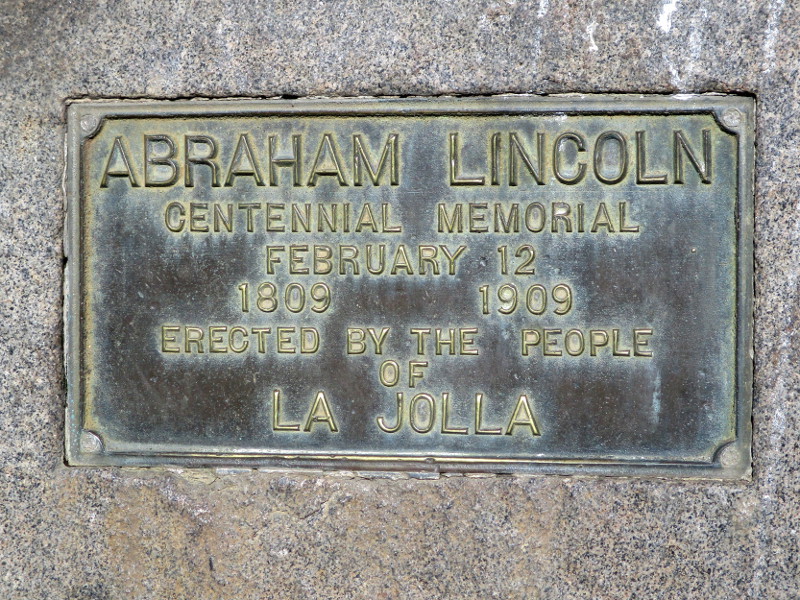 ABRAHAM LINCOLN
CENTENNIAL MEMORIAL
FEBRUARY 12
1809 1909
ERECTED BY THE PEOPLE
OF
LA JOLLA